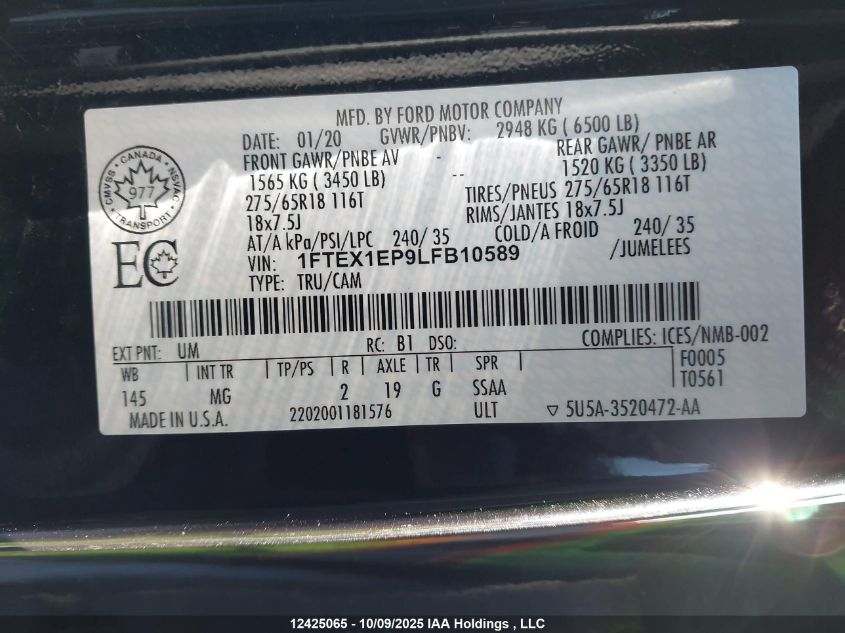 MFD. BY FORD MOTOR COMPANY
DATE: 01/20 GVWR/PNBV: 2948 KG ( 6500 LB)
FRONT GAWR/PNBE AV - REAR GAWR/ PNBE AR
1565 KG ( 3450 LB) -- 1520 KG ( 3350 LB)
275/65R18 116T TIRES/PNEUS 275/65R18 116T
18x7.5J RIMS/JANTES 18x7.5J
AT/A kPa/PSI/LPC 240/ 35 COLD/A FROID 240/ 35
VIN: 1FTEX1EP9LFB10589 /JUMELEES
TYPE: TRU/CAM
CMVSS • CANADA • NSVAC
977
TRANSPORT
EC
COMPLIES: ICES/NMB-002
EXT PNT: UM RC: B1 DSO: F0005
WB INT TR TP/PS R AXLE TR SPR T0561
145 MG 2 19 G SSAA
MADE IN U.S.A. 2202001181576 ULT ▽ 5U5A-3520472-AA
12425065 - 10/09/2025 IAA Holdings , LLC